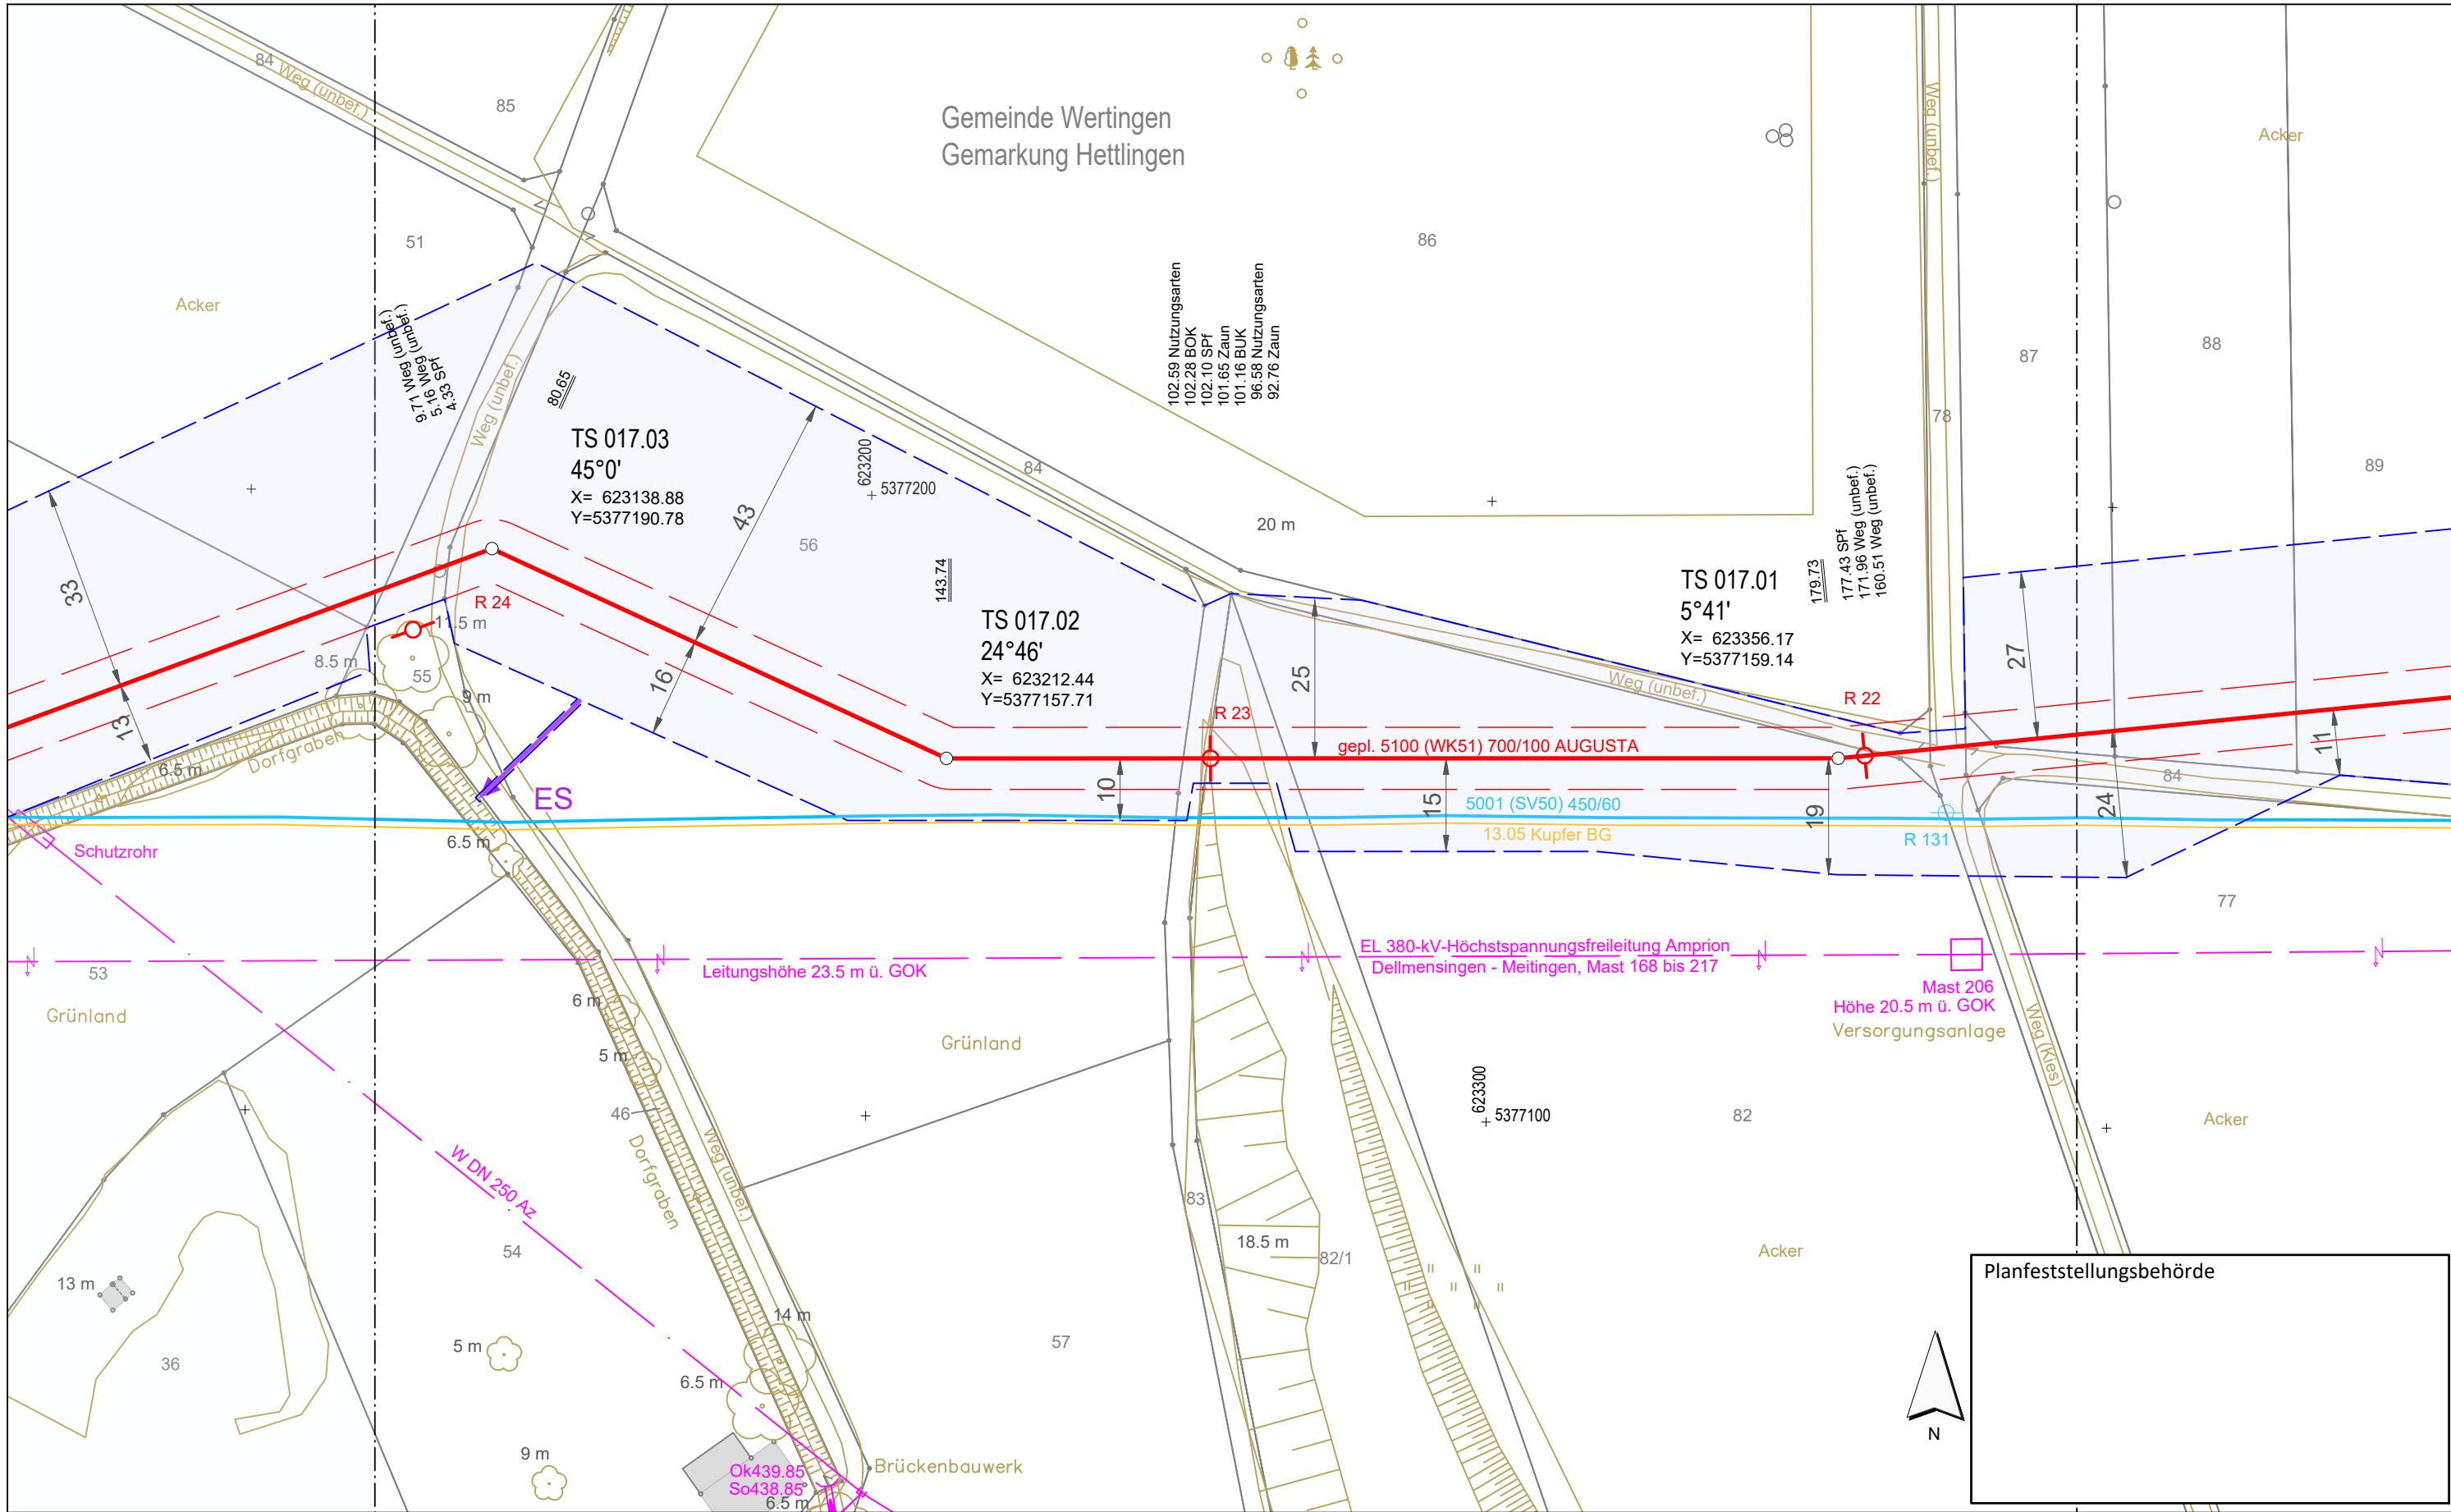 84
Weg (unbef.)
85
Gemeinde Wertingen
Gemarkung Hettlingen
Weg (unbef.)
Acker
51
86
Acker
9.71 Weg (unbef.)
5.16 Weg (unbef.)
4.33 SPf
Weg (unbef.)
80.65
102.59 Nutzungsarten
102.28 BOK
102.10 SPf
101.65 Zaun
101.16 BUK
96.58 Nutzungsarten
92.76 Zaun
87
88
78
89
TS 017.03
45°0'
X= 623138.88
Y=5377190.78
43
623200
5377200
84
20 m
56
33
13
R 24
11.5 m
8.5 m
55
9 m
16
143.74
TS 017.02
24°46'
X= 623212.44
Y=5377157.71
25
Weg (unbef.)
TS 017.01
5°41'
X= 623356.17
Y=5377159.14
179.73
177.43 SPf
171.96 Weg (unbef.)
160.51 Weg (unbef.)
27
R 22
R 23
gepl. 5100 (WK51) 700/100 AUGUSTA
11
84
24
19
15
10
5001 (SV50) 450/60
13.05 Kupfer BG
R 131
Dorfgraben
6.5 m
ES
6.5 m
Schutzrohr
77
53
Grünland
Leitungshöhe 23.5 m ü. GOK
EL 380-kV-Höchstspannungsfreileitung Amprion
Dellmensingen - Meitingen, Mast 168 bis 217
Mast 206
Höhe 20.5 m ü. GOK
Versorgungsanlage
Weg (Kies)
6 m
5 m
Grünland
46
Dorfgraben
Weg (unbef.)
623300
5377100
82
Acker
W DN 250 Az
83
54
18.5 m
82/1
Acker
13 m
14 m
5 m
36
57
6.5 m
9 m
Brückenbauwerk
Ok439.85
So438.85
6.5 m
N
Planfeststellungsbehörde